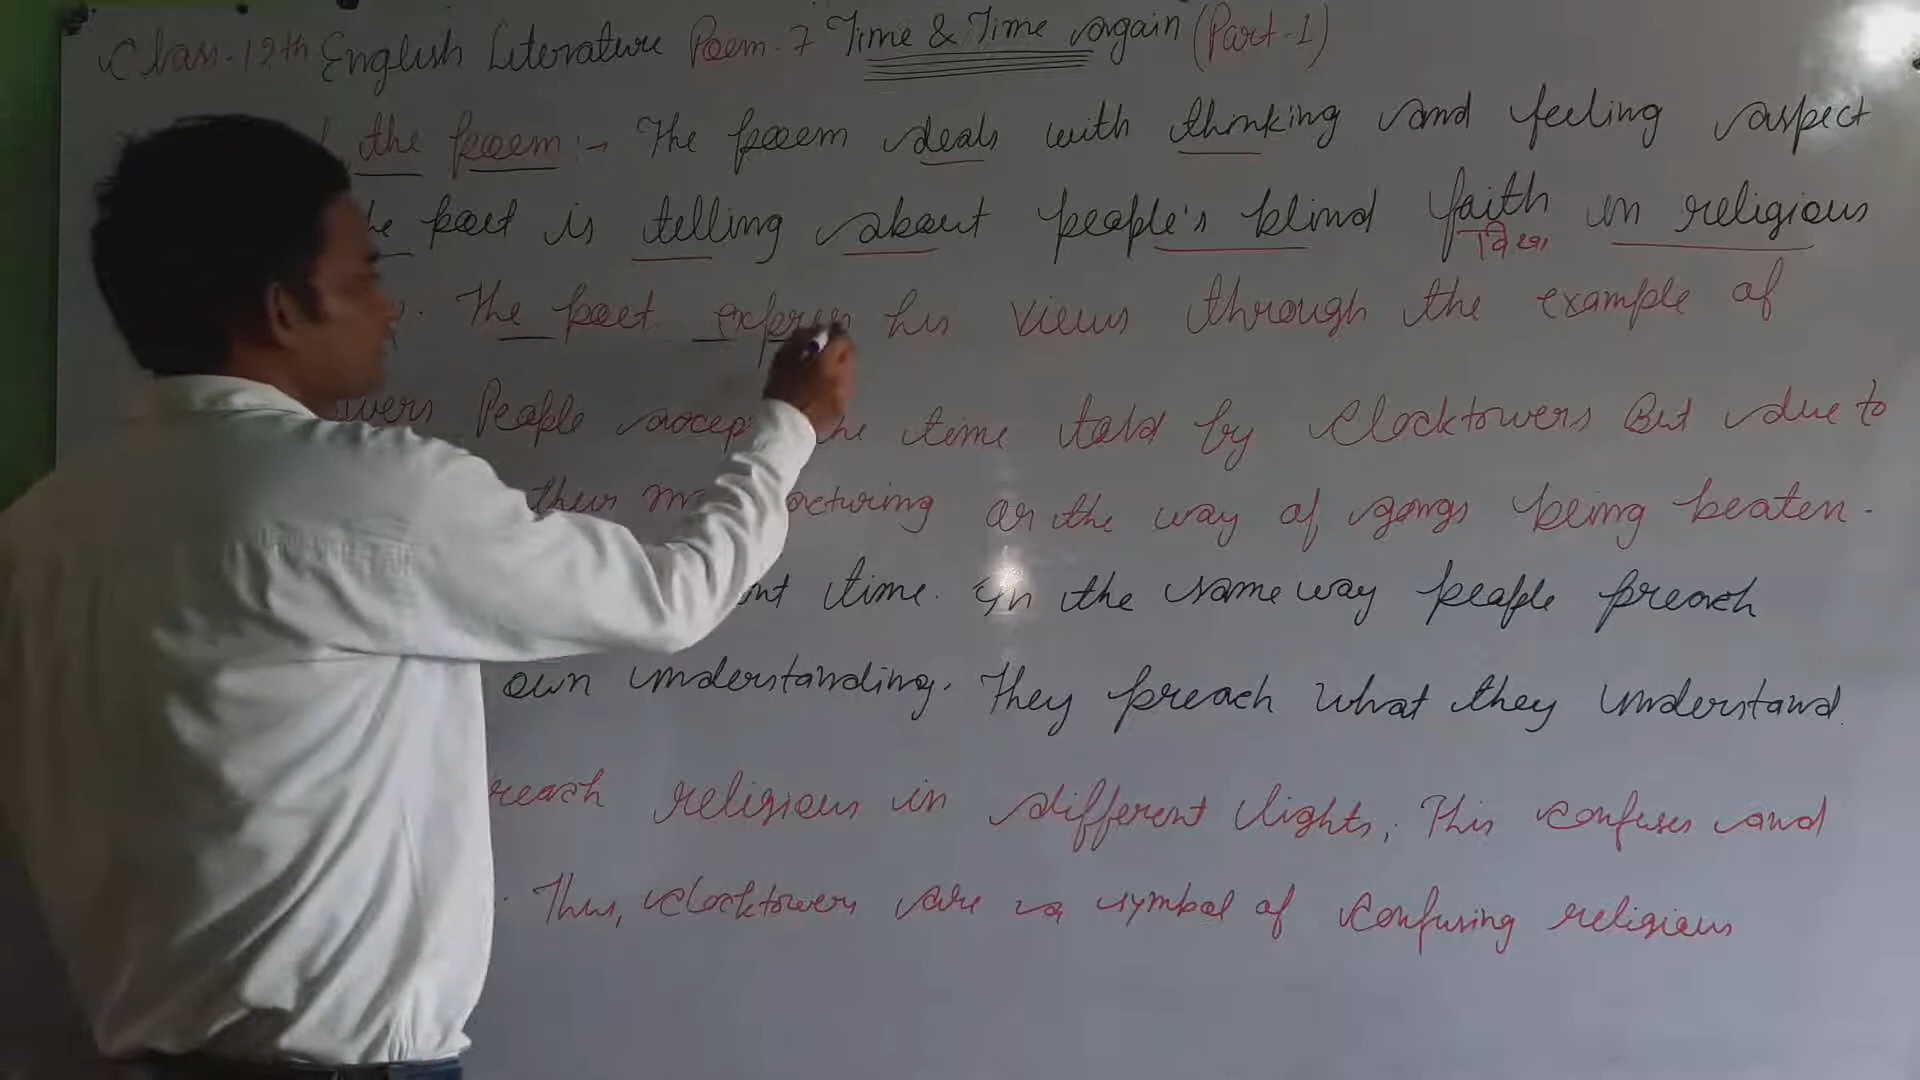 Class-12th English Literature Poem-7 Time & Time Again (Part-1)
the poem :- The poem deals with thinking and feeling aspect
poet is telling about people's blind faith in religious
The poet express his views through the example of
People accept the time told by Clocktowers But due to
their or the way of gongs being beaten.
time. In the same way people preach
own understanding. They preach what they understand.
religious in different lights, This confuses and
Thus, clocktowers are a symbol of confusing religious